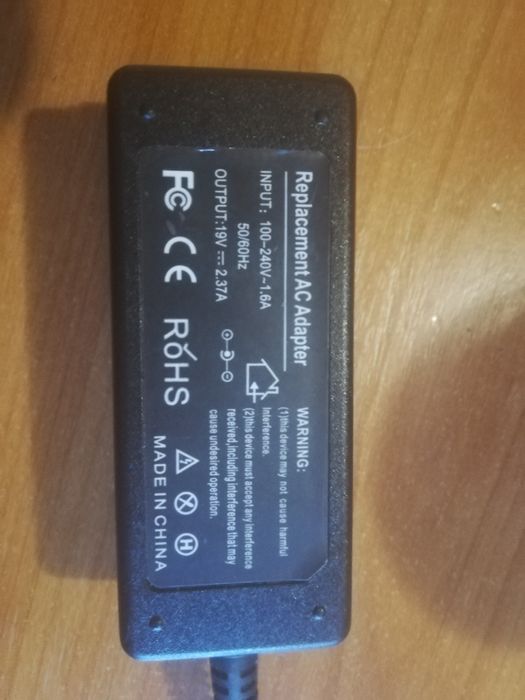 Replacement AC Adapter
INPUT: 100-240V~1.6A
50/60Hz
OUTPUT:19V ⎓ 2.37A
FC CE RoHS
WARNING:
(1)this device may not cause harmful
Interference.
(2)this device must accept any interference
received,including interference that may
cause undesired operation.
H
MADE IN CHINA